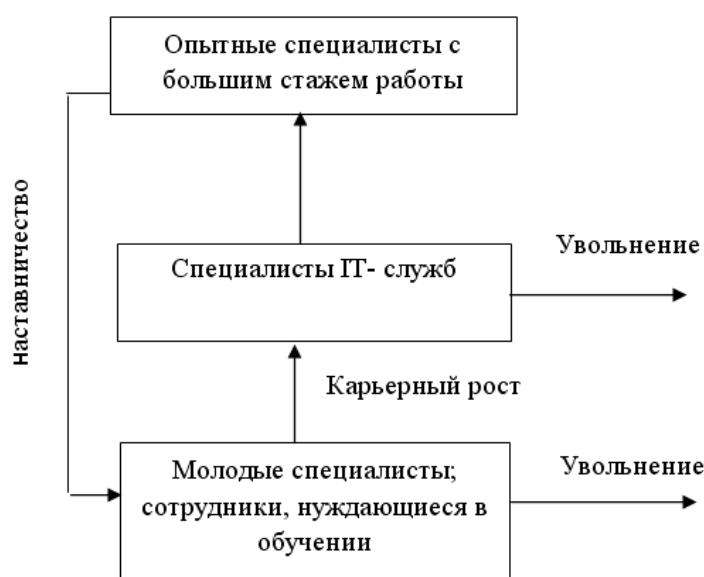 Опытные специалисты с
большим стажем работы
наставничество
Увольнение
Специалисты IT- служб
Карьерный рост
Увольнение
Молодые специалисты;
сотрудники, нуждающиеся в
обучении